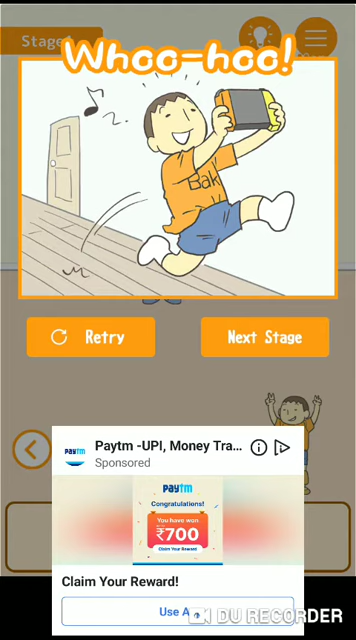 Stage
Whoo-hoo!
Bak
Retry
Next Stage
Paytm -UPI, Money Tra...
Sponsored
paytm
Congratulations!
You have won
₹700
Claim Your Reward!
Claim Your Reward!
Use A
DU RECORDER